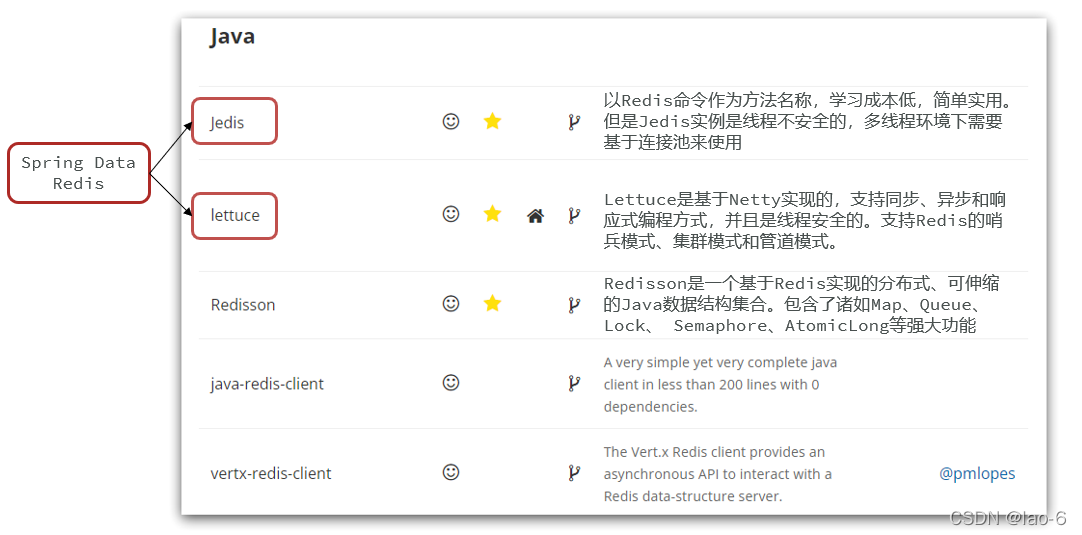 Java
Jedis
以Redis命令作为方法名称，学习成本低，简单实用。
但是Jedis实例是线程不安全的，多线程环境下需要
基于连接池来使用
Spring Data
Redis
lettuce
Lettuce是基于Netty实现的，支持同步、异步和响
应式编程方式，并且是线程安全的。支持Redis的哨
兵模式、集群模式和管道模式。
Redisson
Redisson是一个基于Redis实现的分布式、可伸缩
的Java数据结构集合。包含了诸如Map、Queue、
Lock、 Semaphore、AtomicLong等强大功能
java-redis-client
A very simple yet very complete java
client in less than 200 lines with 0
dependencies.
vertx-redis-client
The Vert.x Redis client provides an
asynchronous API to interact with a
Redis data-structure server.
@pmlopes
CSDN @lao-6